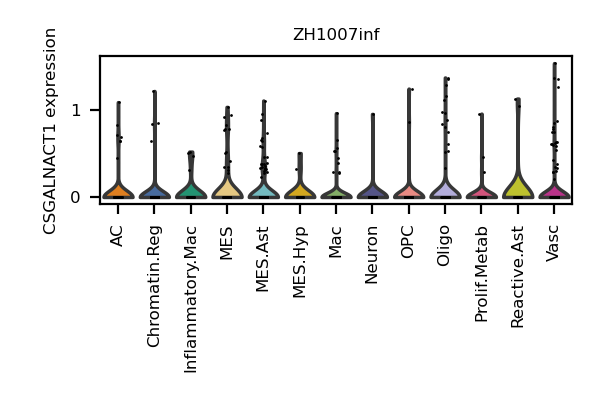 ZH1007inf
CSGALNACT1 expression
1
0
AC
Chromatin.Reg
Inflammatory.Mac
MES
MES.Ast
MES.Hyp
Mac
Neuron
OPC
Oligo
Prolif.Metab
Reactive.Ast
Vasc